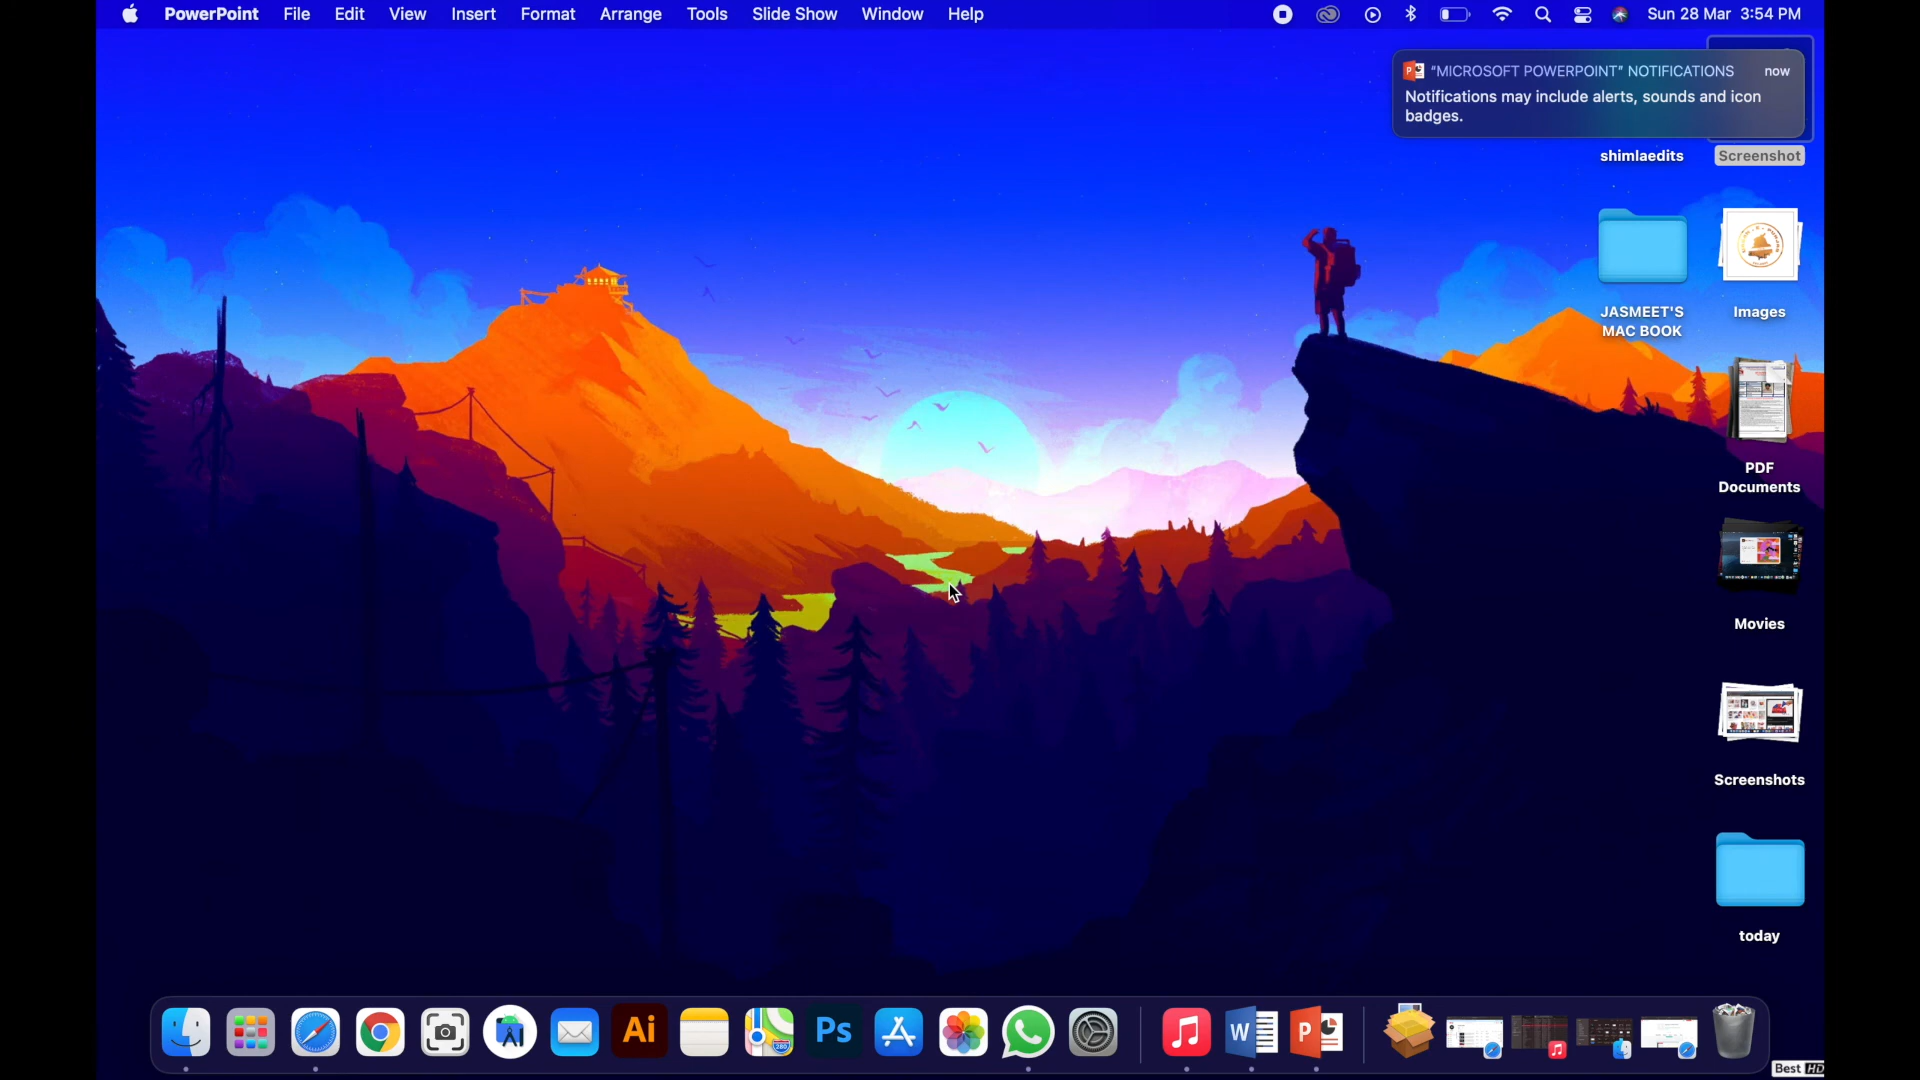 PowerPoint File Edit View Insert Format Arrange Tools Slide Show Window Help Sun 28 Mar 3:54 PM
"MICROSOFT POWERPOINT" NOTIFICATIONS now
Notifications may include alerts, sounds and icon
badges.
shimlaedits
Screenshot
JASMEET'S
MAC BOOK
Images
PDF
Documents
Movies
Screenshots
today
Ai
Ps
W
P
Best HD